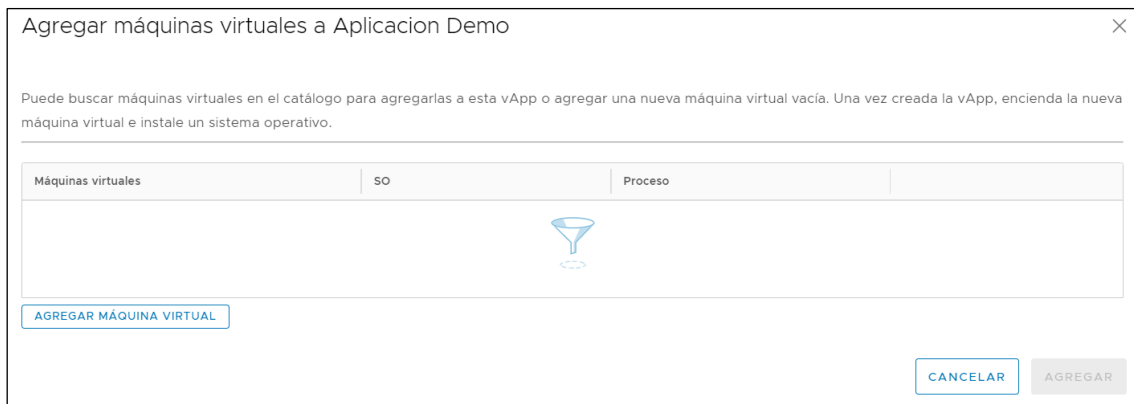 Agregar máquinas virtuales a Aplicacion Demo
Puede buscar máquinas virtuales en el catálogo para agregarlas a esta vApp o agregar una nueva máquina virtual vacía. Una vez creada la vApp, encienda la nueva
máquina virtual e instale un sistema operativo.
Máquinas virtuales SO Proceso
AGREGAR MÁQUINA VIRTUAL
CANCELAR AGREGAR